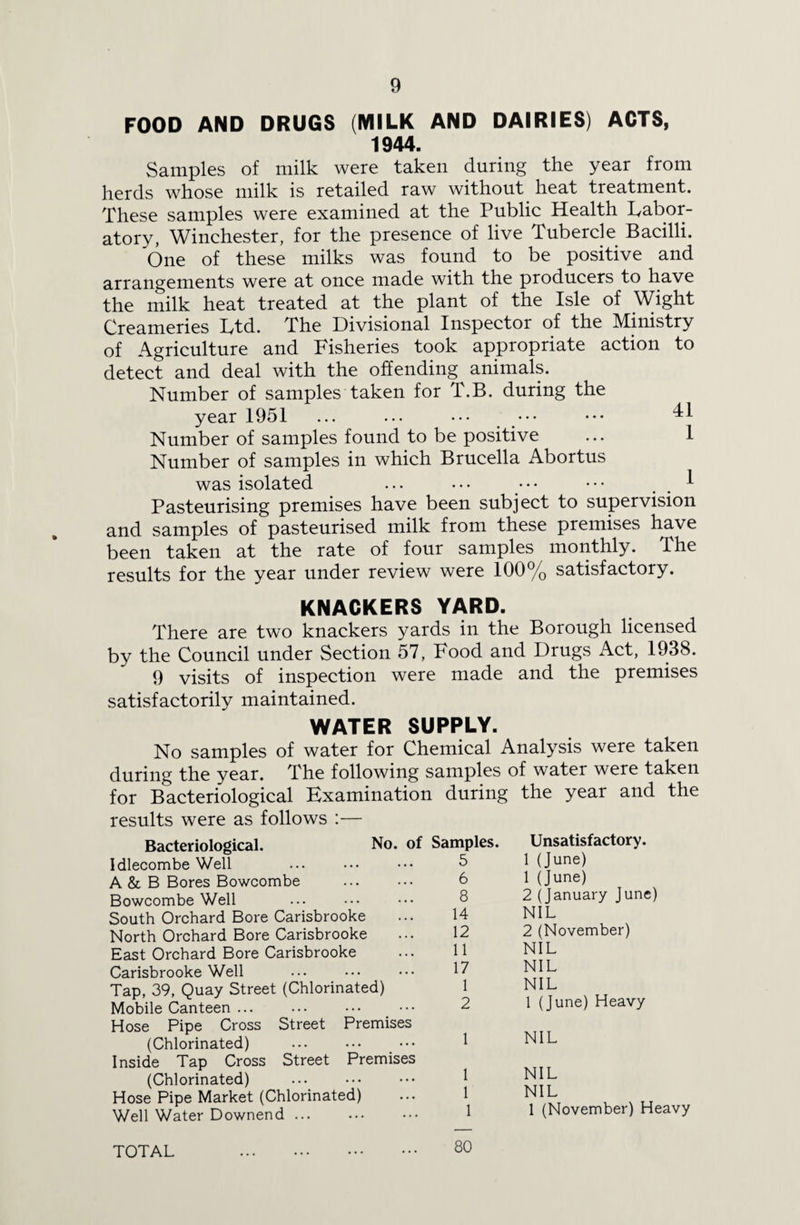 9
FOOD AND DRUGS (MILK AND DAIRIES) ACTS,
1944.
Samples of milk were taken during the year from
herds whose milk is retailed raw without heat treatment.
These samples were examined at the Public Health Labor-
atory, Winchester, for the presence of live Tubercle Bacilli.
One of these milks was found to be positive and
arrangements were at once made with the producers to have
the milk heat treated at the plant of the Isle of Wight
Creameries Ltd. The Divisional Inspector of the Ministry
of Agriculture and Fisheries took appropriate action to
detect and deal with the offending animals.
Number of samples taken for T.B. during the
year 1951 ... ... ... ... ... 41
Number of samples found to be positive ... 1
Number of samples in which Brucella Abortus
was isolated ... ... ... ... 1
Pasteurising premises have been subject to supervision
and samples of pasteurised milk from these premises have
been taken at the rate of four samples monthly. The
results for the year under review were 100% satisfactory.
KNACKERS YARD.
There are two knackers yards in the Borough licensed
by the Council under Section 57, Food and Drugs Act, 1938.
9 visits of inspection were made and the premises
satisfactorily maintained.
WATER SUPPLY.
No samples of water for Chemical Analysis were taken
during the year. The following samples of water were taken
for Bacteriological Examination during the year and the
results were as follows :—
Bacteriological. No. of Samples. Unsatisfactory.
Idlecombe Well ... ... ... 5 1 (June)
A & B Bores Bowcombe ... ... 6 1 (June)
Bowcombe Well ... ... ... 8 2 (January June)
South Orchard Bore Carisbrooke ... 14 NIL
North Orchard Bore Carisbrooke ... 12 2 (November)
East Orchard Bore Carisbrooke ... 11 NIL
Carisbrooke Well ... ... ... 17 NIL
Tap, 39, Quay Street (Chlorinated) 1 NIL
Mobile Canteen ... ... ... ... 2 1 (June) Heavy
Hose Pipe Cross Street Premises
(Chlorinated) ... ... ... 1 NIL
Inside Tap Cross Street Premises
(Chlorinated) ... ... ... 1 NIL
Hose Pipe Market (Chlorinated) ... 1 NIL
Well Water Downend ... ... ... 1 1 (November) Heavy
TOTAL ... ... ... ... 80